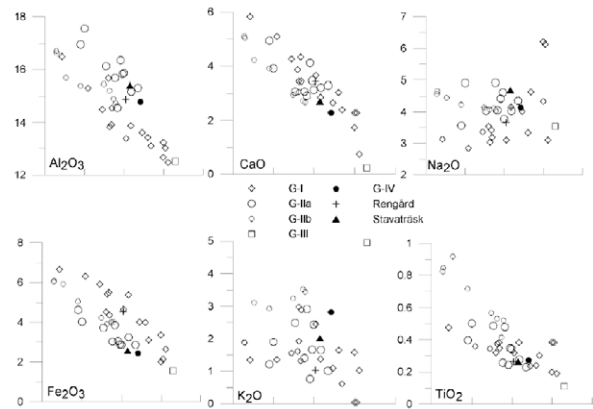 18
16
14
12
Al2O3
6
4
2
0
CaO
7
6
5
4
3
2
Na2O
G-I
G-IIa
G-IIb
G-III
G-IV
Rengård
Stavaträsk
8
6
4
2
0
Fe2O3
5
4
3
2
1
0
K2O
1
0.8
0.6
0.4
0.2
0
TiO2